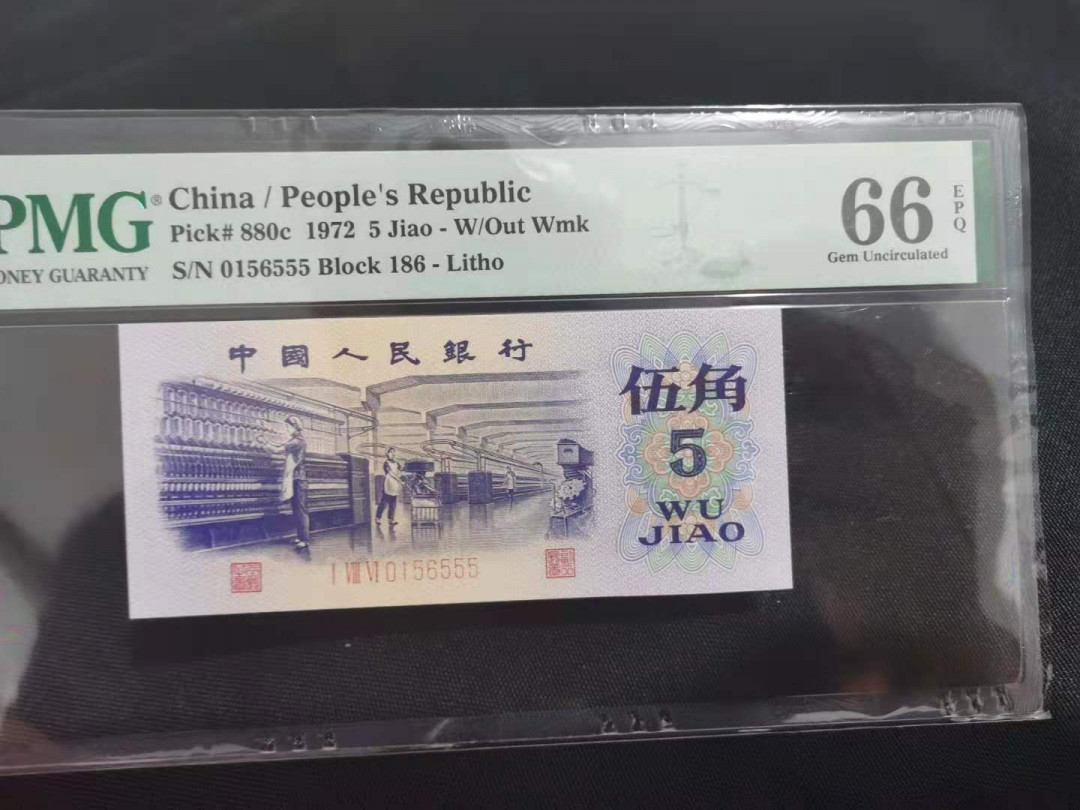 PMG® China / People's Republic
Pick# 880c 1972 5 Jiao - W/Out Wmk
ONEY GUARANTY S/N 0156555 Block 186 - Litho
66 EPQ
Gem Uncirculated
中國人民銀行
伍角
5
WU
JIAO
I VIII VI 0156555